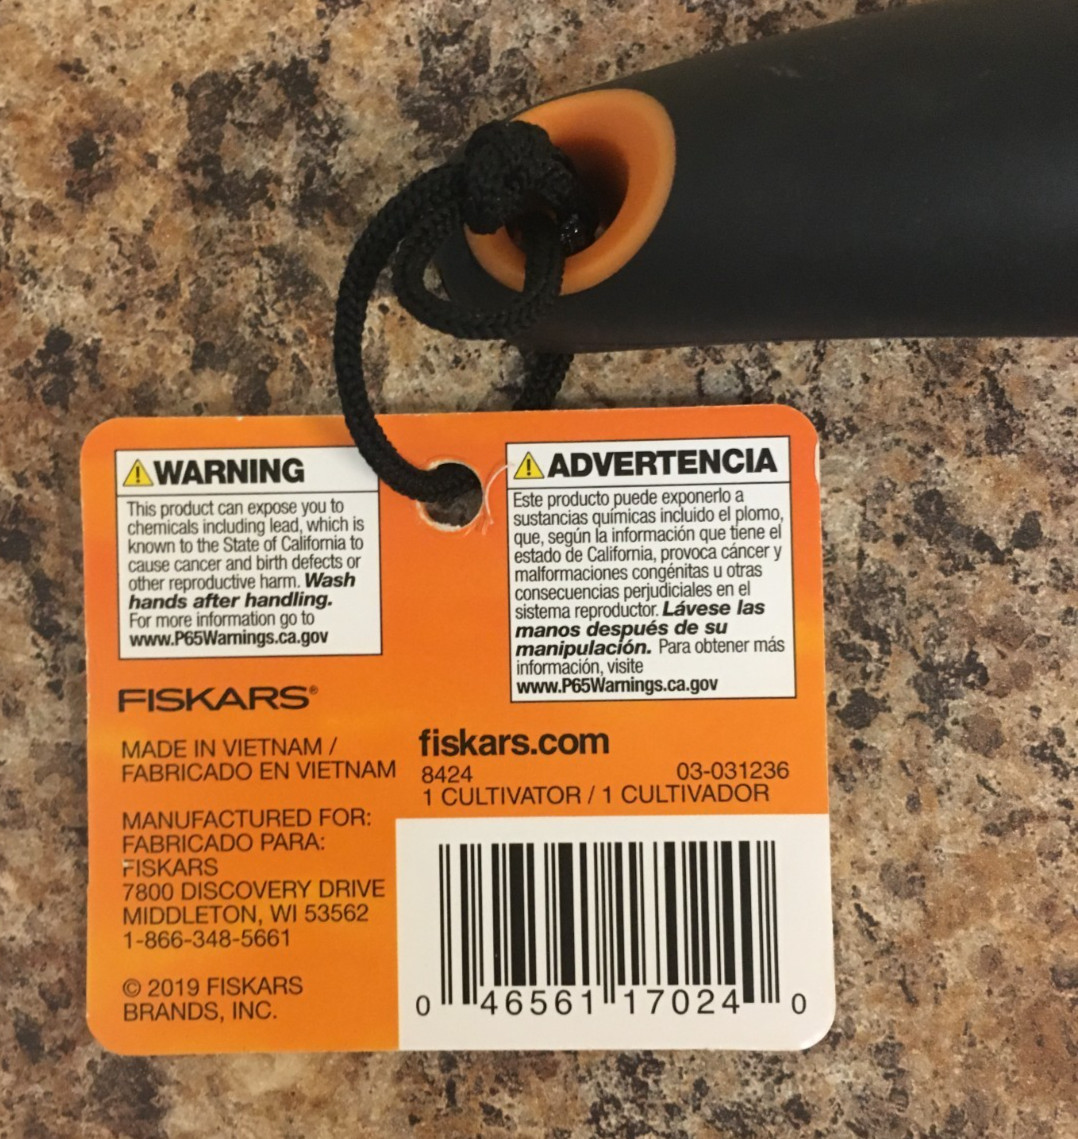 WARNING
This product can expose you to
chemicals including lead, which is
known to the State of California to
cause cancer and birth defects or
other reproductive harm. Wash
hands after handling.
For more information go to
www.P65Warnings.ca.gov
ADVERTENCIA
Este producto puede exponerlo a
sustancias químicas incluido el plomo,
que, según la información que tiene el
estado de California, provoca cáncer y
malformaciones congénitas u otras
consecuencias perjudiciales en el
sistema reproductor. Lávese las
manos después de su
manipulación. Para obtener más
información, visite
www.P65Warnings.ca.gov
FISKARS®
MADE IN VIETNAM /
FABRICADO EN VIETNAM
MANUFACTURED FOR:
FABRICADO PARA:
FISKARS
7800 DISCOVERY DRIVE
MIDDLETON, WI 53562
1-866-348-5661
© 2019 FISKARS
BRANDS, INC.
fiskars.com
8424 03-031236
1 CULTIVATOR / 1 CULTIVADOR
0 46561 17024 0